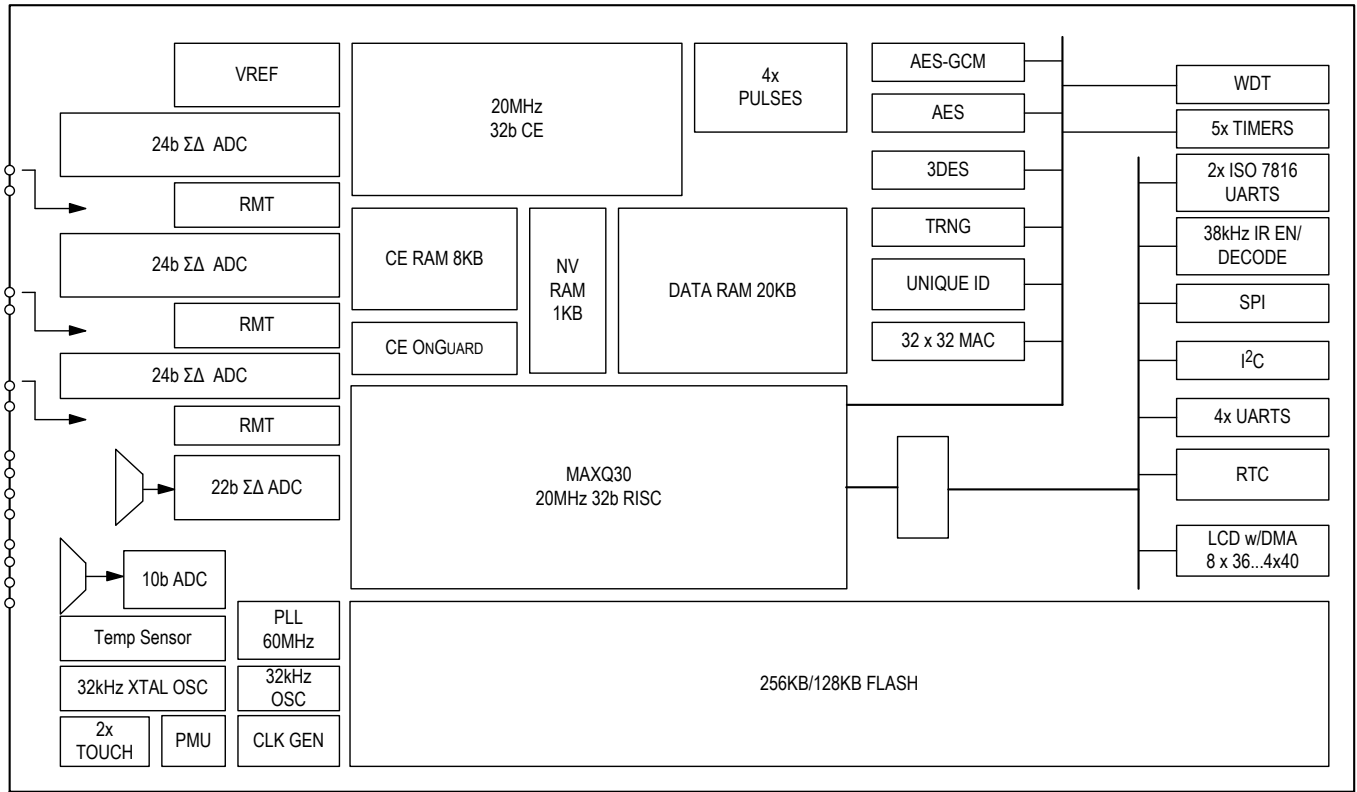 VREF
24b ΣΔ ADC
RMT
24b ΣΔ ADC
RMT
24b ΣΔ ADC
RMT
22b ΣΔ ADC
10b ADC
Temp Sensor
32kHz XTAL OSC
2x
TOUCH
PMU
PLL
60MHz
32kHz
OSC
CLK GEN
20MHz
32b CE
4x
PULSES
CE RAM 8KB
CE ONGUARD
NV
RAM
1KB
DATA RAM 20KB
MAXQ30
20MHz 32b RISC
256KB/128KB FLASH
AES-GCM
AES
3DES
TRNG
UNIQUE ID
32 x 32 MAC
WDT
5x TIMERS
2x ISO 7816
UARTS
38kHz IR EN/
DECODE
SPI
I²C
4x UARTS
RTC
LCD w/DMA
8 x 36...4x40